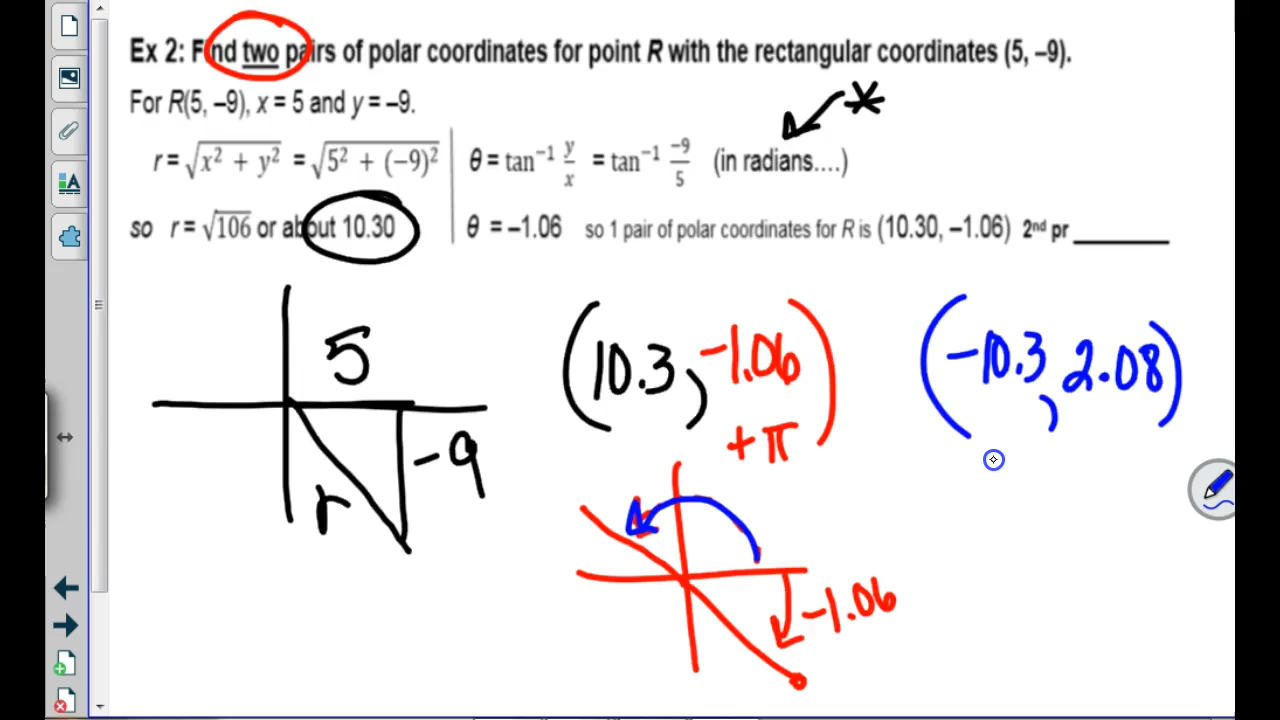 Ex 2: Find two pairs of polar coordinates for point R with the rectangular coordinates (5, –9).
For R(5, –9), x = 5 and y = –9.
r = √x² + y² = √5² + (−9)² θ = tan⁻¹ y/x = tan⁻¹ −9/5 (in radians....)
so r = √106 or about 10.30 θ = –1.06 so 1 pair of polar coordinates for R is (10.30, –1.06) 2nd pr ______
5 (10.3, -1.06) (-10.3, 2.08)
-9 + π
r
-1.06